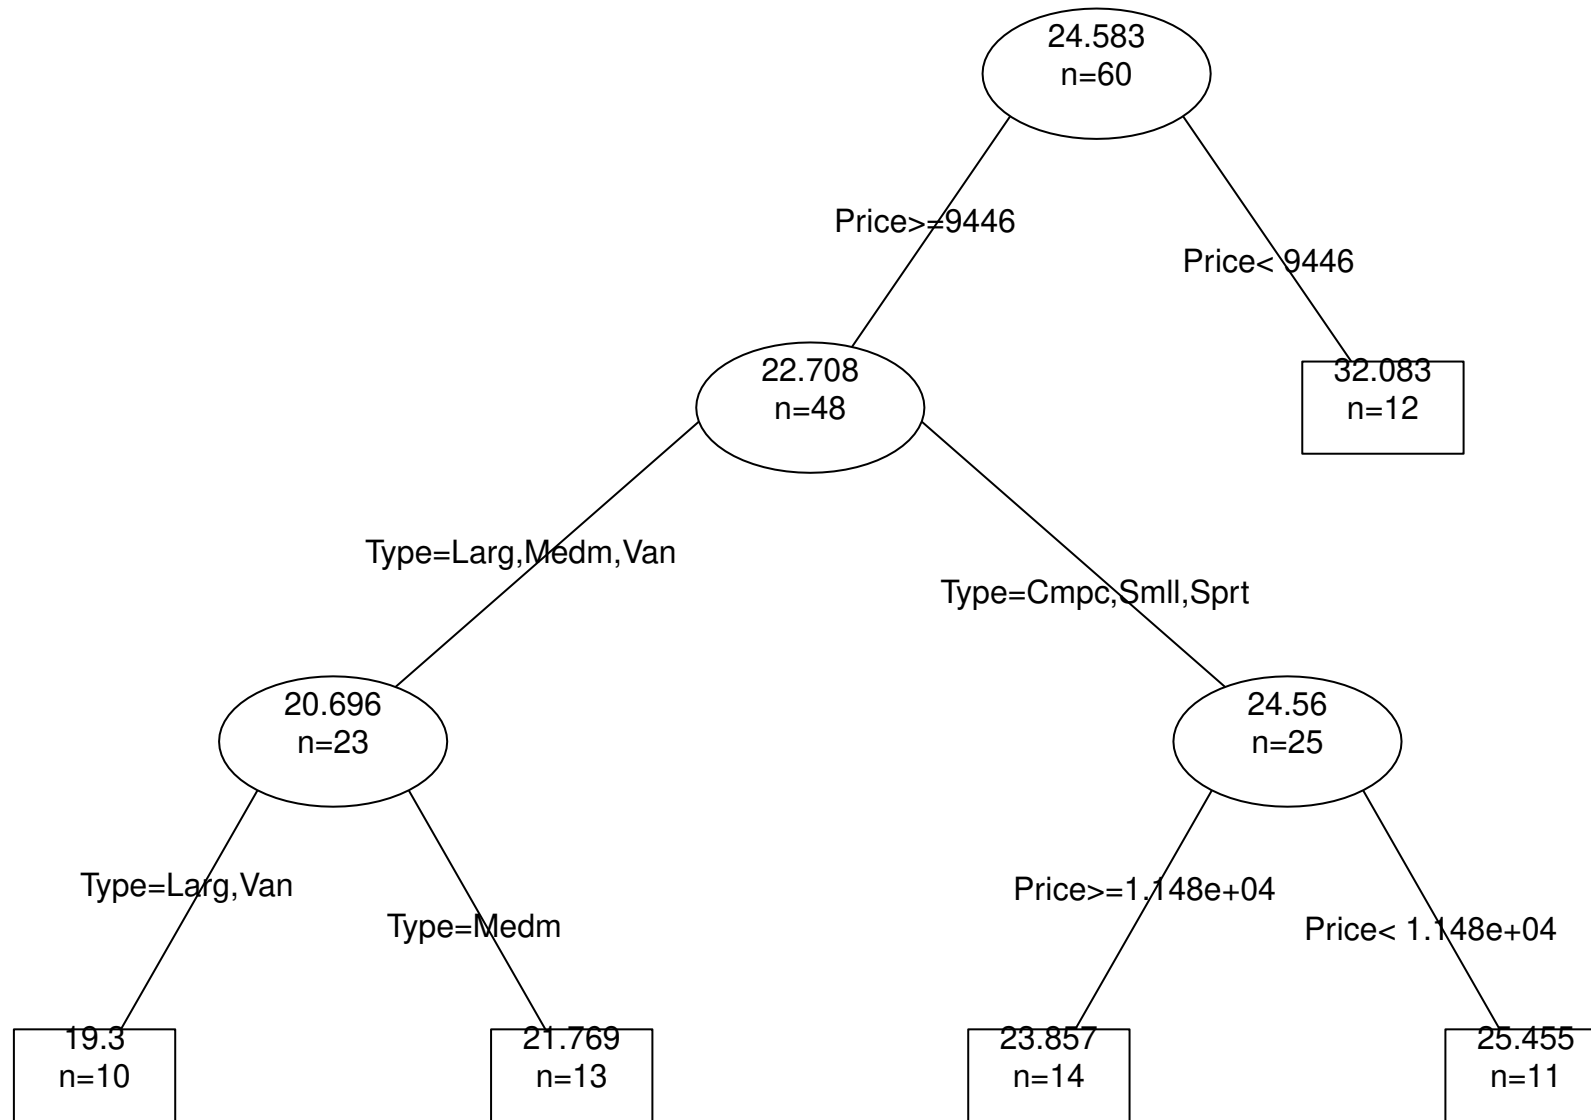 24.583
n=60
Price>=9446
Price< 9446
22.708
n=48
32.083
n=12
Type=Larg,Medm,Van
Type=Cmpc,Smll,Sprt
20.696
n=23
24.56
n=25
Type=Larg,Van
Type=Medm
Price>=1.148e+04
Price< 1.148e+04
19.3
n=10
21.769
n=13
23.857
n=14
25.455
n=11